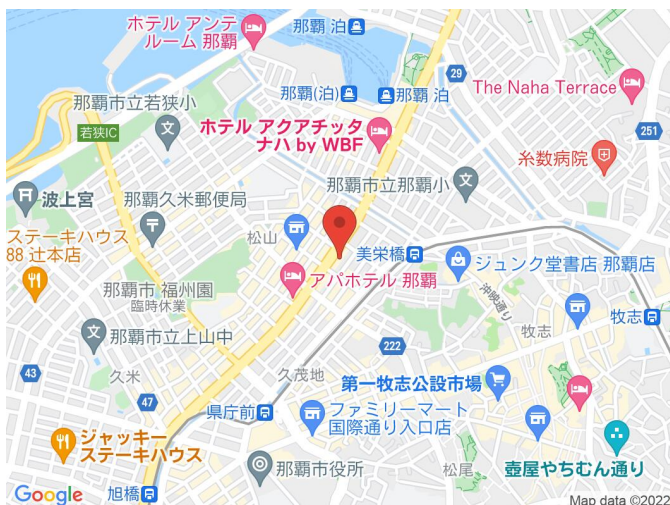 ホテル アンテ
ルーム 那覇
那覇 泊
29
那覇市立若狭小
那覇(泊)
那覇 泊
The Naha Terrace
若狭IC
ホテル アクアチッタ
ナハ by WBF
251
糸数病院
波上宮
那覇久米郵便局
那覇市立那覇小
松山
ステーキハウス
88 辻本店
美栄橋
ジュンク堂書店 那覇店
那覇市 福州園
臨時休業
アパホテル 那覇
沖映通り
牧志
那覇市立上山中
222
牧志
43
久米
久茂地
47
第一牧志公設市場
県庁前
ファミリーマート
国際通り入口店
ジャッキー
ステーキハウス
那覇市役所
松尾
壺屋やちむん通り
Google
旭橋
Map data ©2022